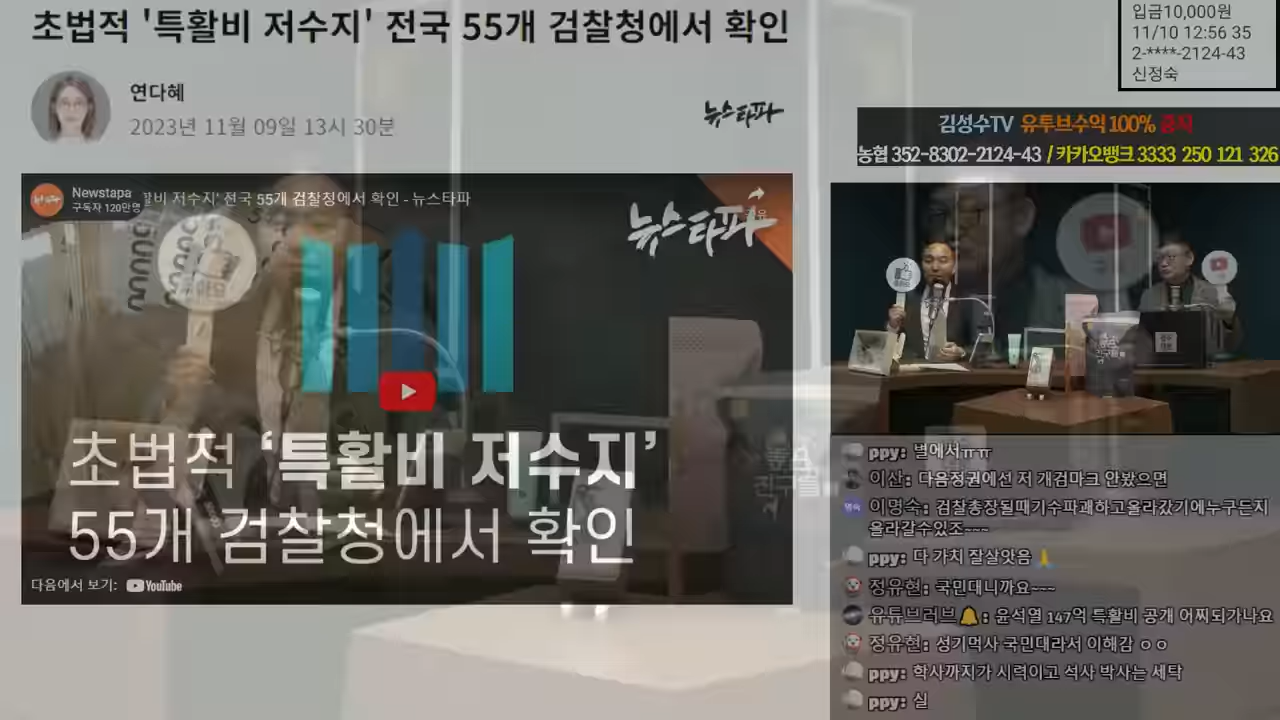 초법적 '특활비 저수지' 전국 55개 검찰청에서 확인
연다혜
2023년 11월 09일 13시 30분
뉴스타파
Newstapa
구독자 120만명
비 저수지' 전국 55개 검찰청에서 확인 - 뉴스타파
뉴스타파
초법적 ‘특활비 저수지’
55개 검찰청에서 확인
다음에서 보기: YouTube
입금10,000원
11/10 12:56 35
2-****-2124-43
신정숙
김성수TV 유투브수익 100%
농협 352-8302-2124-43 / 카카오뱅크 3333 250 121 326
ppy: 별에서ㅠㅠ
이산: 다음정권에선 저 개검마크 안봤으면
이명숙: 검찰총장될때기수파괘하고올라갔기에누구든지
올라갈수있죠~~~
ppy: 다 가치 잘살앗음 🙏
정유현: 국민대니까요~~~
유튜브러브🔔: 윤석열 147억 특활비 공개 어찌되가나요
정유현: 성기먹사 국민대라서 이해감 ㅇㅇ
ppy: 학사까지가 시력이고 석사 박사는 세탁
ppy: 실